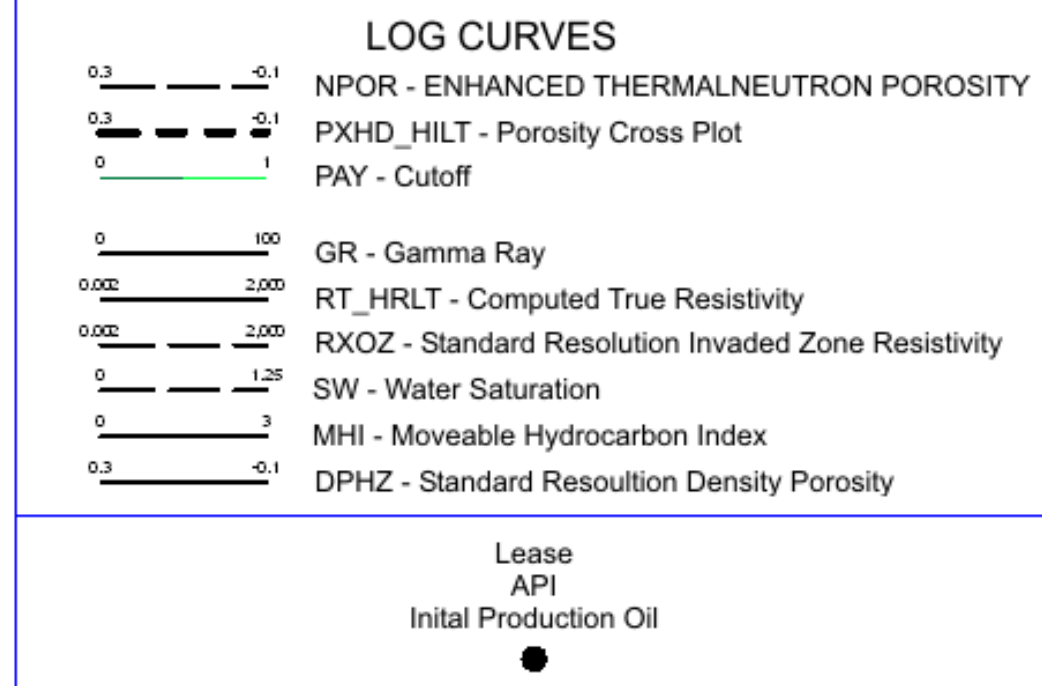 LOG CURVES
0.3 -0.1 NPOR - ENHANCED THERMALNEUTRON POROSITY
0.3 -0.1 PXHD_HILT - Porosity Cross Plot
0 1 PAY - Cutoff
0 100 GR - Gamma Ray
0.002 2,000 RT_HRLT - Computed True Resistivity
0.002 2,000 RXOZ - Standard Resolution Invaded Zone Resistivity
0 1.25 SW - Water Saturation
0 3 MHI - Moveable Hydrocarbon Index
0.3 -0.1 DPHZ - Standard Resoultion Density Porosity
Lease
API
Inital Production Oil